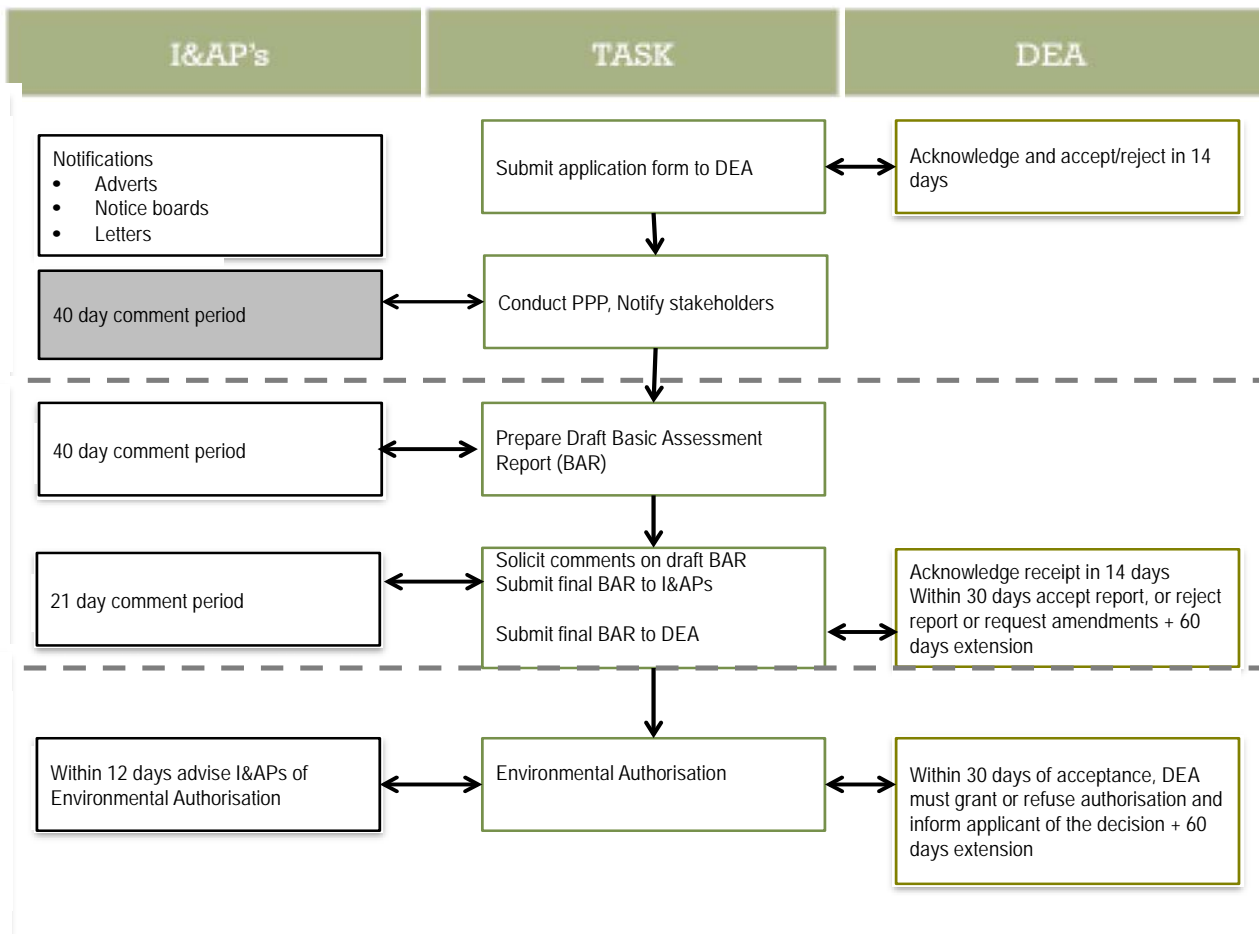 I&AP's
TASK
DEA
Notifications
• Adverts
• Notice boards
• Letters
Submit application form to DEA
Acknowledge and accept/reject in 14
days
40 day comment period
Conduct PPP, Notify stakeholders
40 day comment period
Prepare Draft Basic Assessment
Report (BAR)
21 day comment period
Solicit comments on draft BAR
Submit final BAR to I&APs
Submit final BAR to DEA
Acknowledge receipt in 14 days
Within 30 days accept report, or reject
report or request amendments + 60
days extension
Within 12 days advise I&APs of
Environmental Authorisation
Environmental Authorisation
Within 30 days of acceptance, DEA
must grant or refuse authorisation and
inform applicant of the decision + 60
days extension